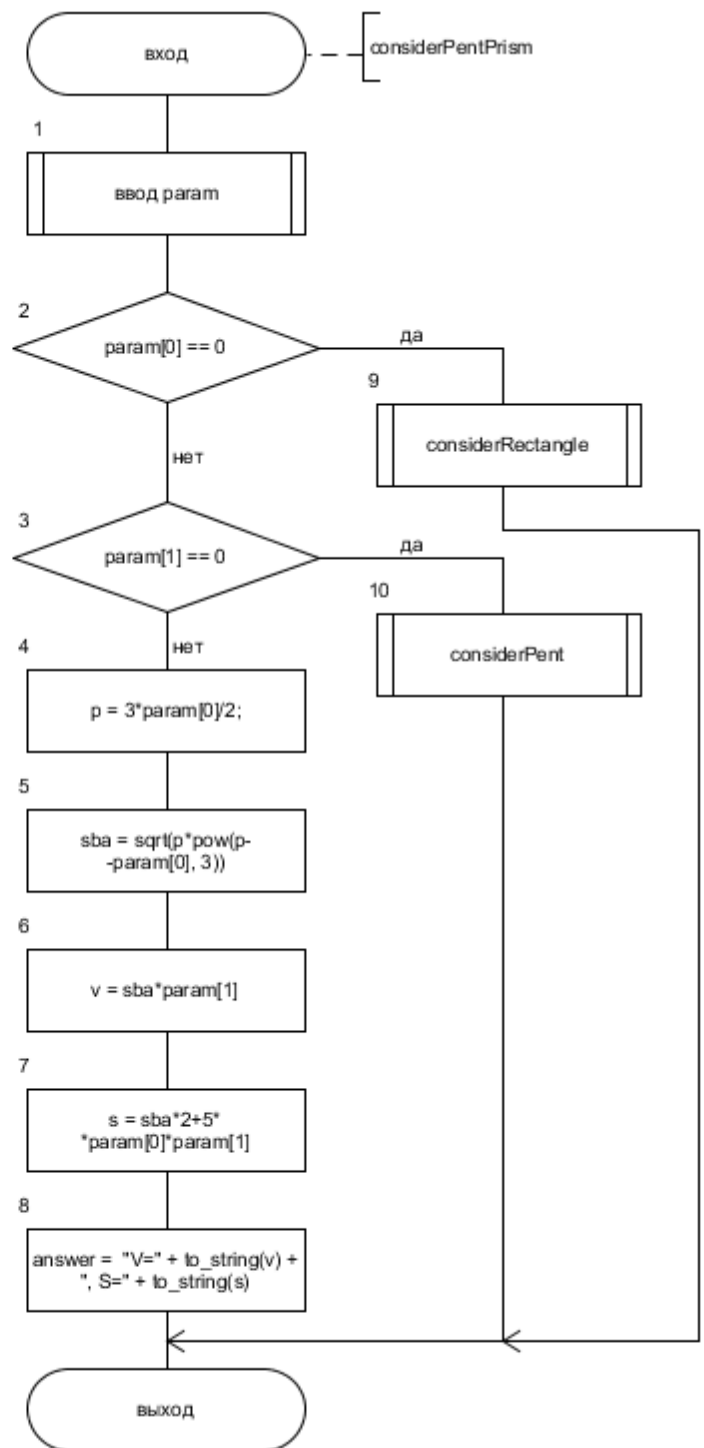 вход
considerPentPrism
1
ввод param
2
param[0] == 0
да
9
considerRectangle
нет
3
param[1] == 0
да
10
considerPent
нет
4
p = 3*param[0]/2;
5
sba = sqrt(p*pow(p-
-param[0], 3))
6
v = sba*param[1]
7
s = sba*2+5*
*param[0]*param[1]
8
answer = "V=" + to_string(v) +
", S=" + to_string(s)
выход